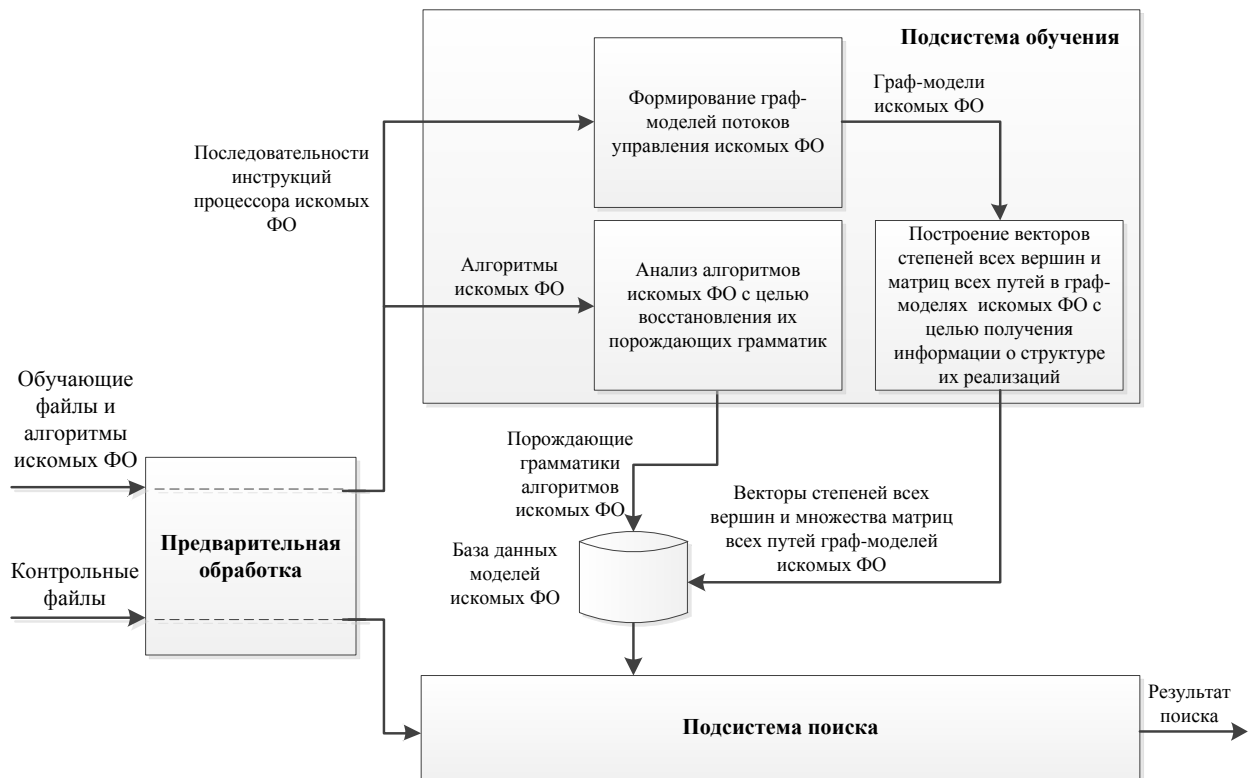 Подсистема обучения
Формирование граф-
моделей потоков
управления искомых ФО
Граф-модели
искомых ФО
Последовательности
инструкций
процессора искомых
ФО
Алгоритмы
искомых ФО
Анализ алгоритмов
искомых ФО с целью
восстановления их
порождающих грамматик
Построение векторов
степеней всех вершин и
матриц всех путей в граф-
моделях искомых ФО с
целью получения
информации о структуре
их реализаций
Обучающие
файлы и
алгоритмы
искомых ФО
Предварительная
обработка
Контрольные
файлы
Порождающие
грамматики
алгоритмов
искомых ФО
Векторы степеней всех
вершин и множества матриц
всех путей граф-моделей
искомых ФО
База данных
моделей
искомых ФО
Подсистема поиска
Результат
поиска